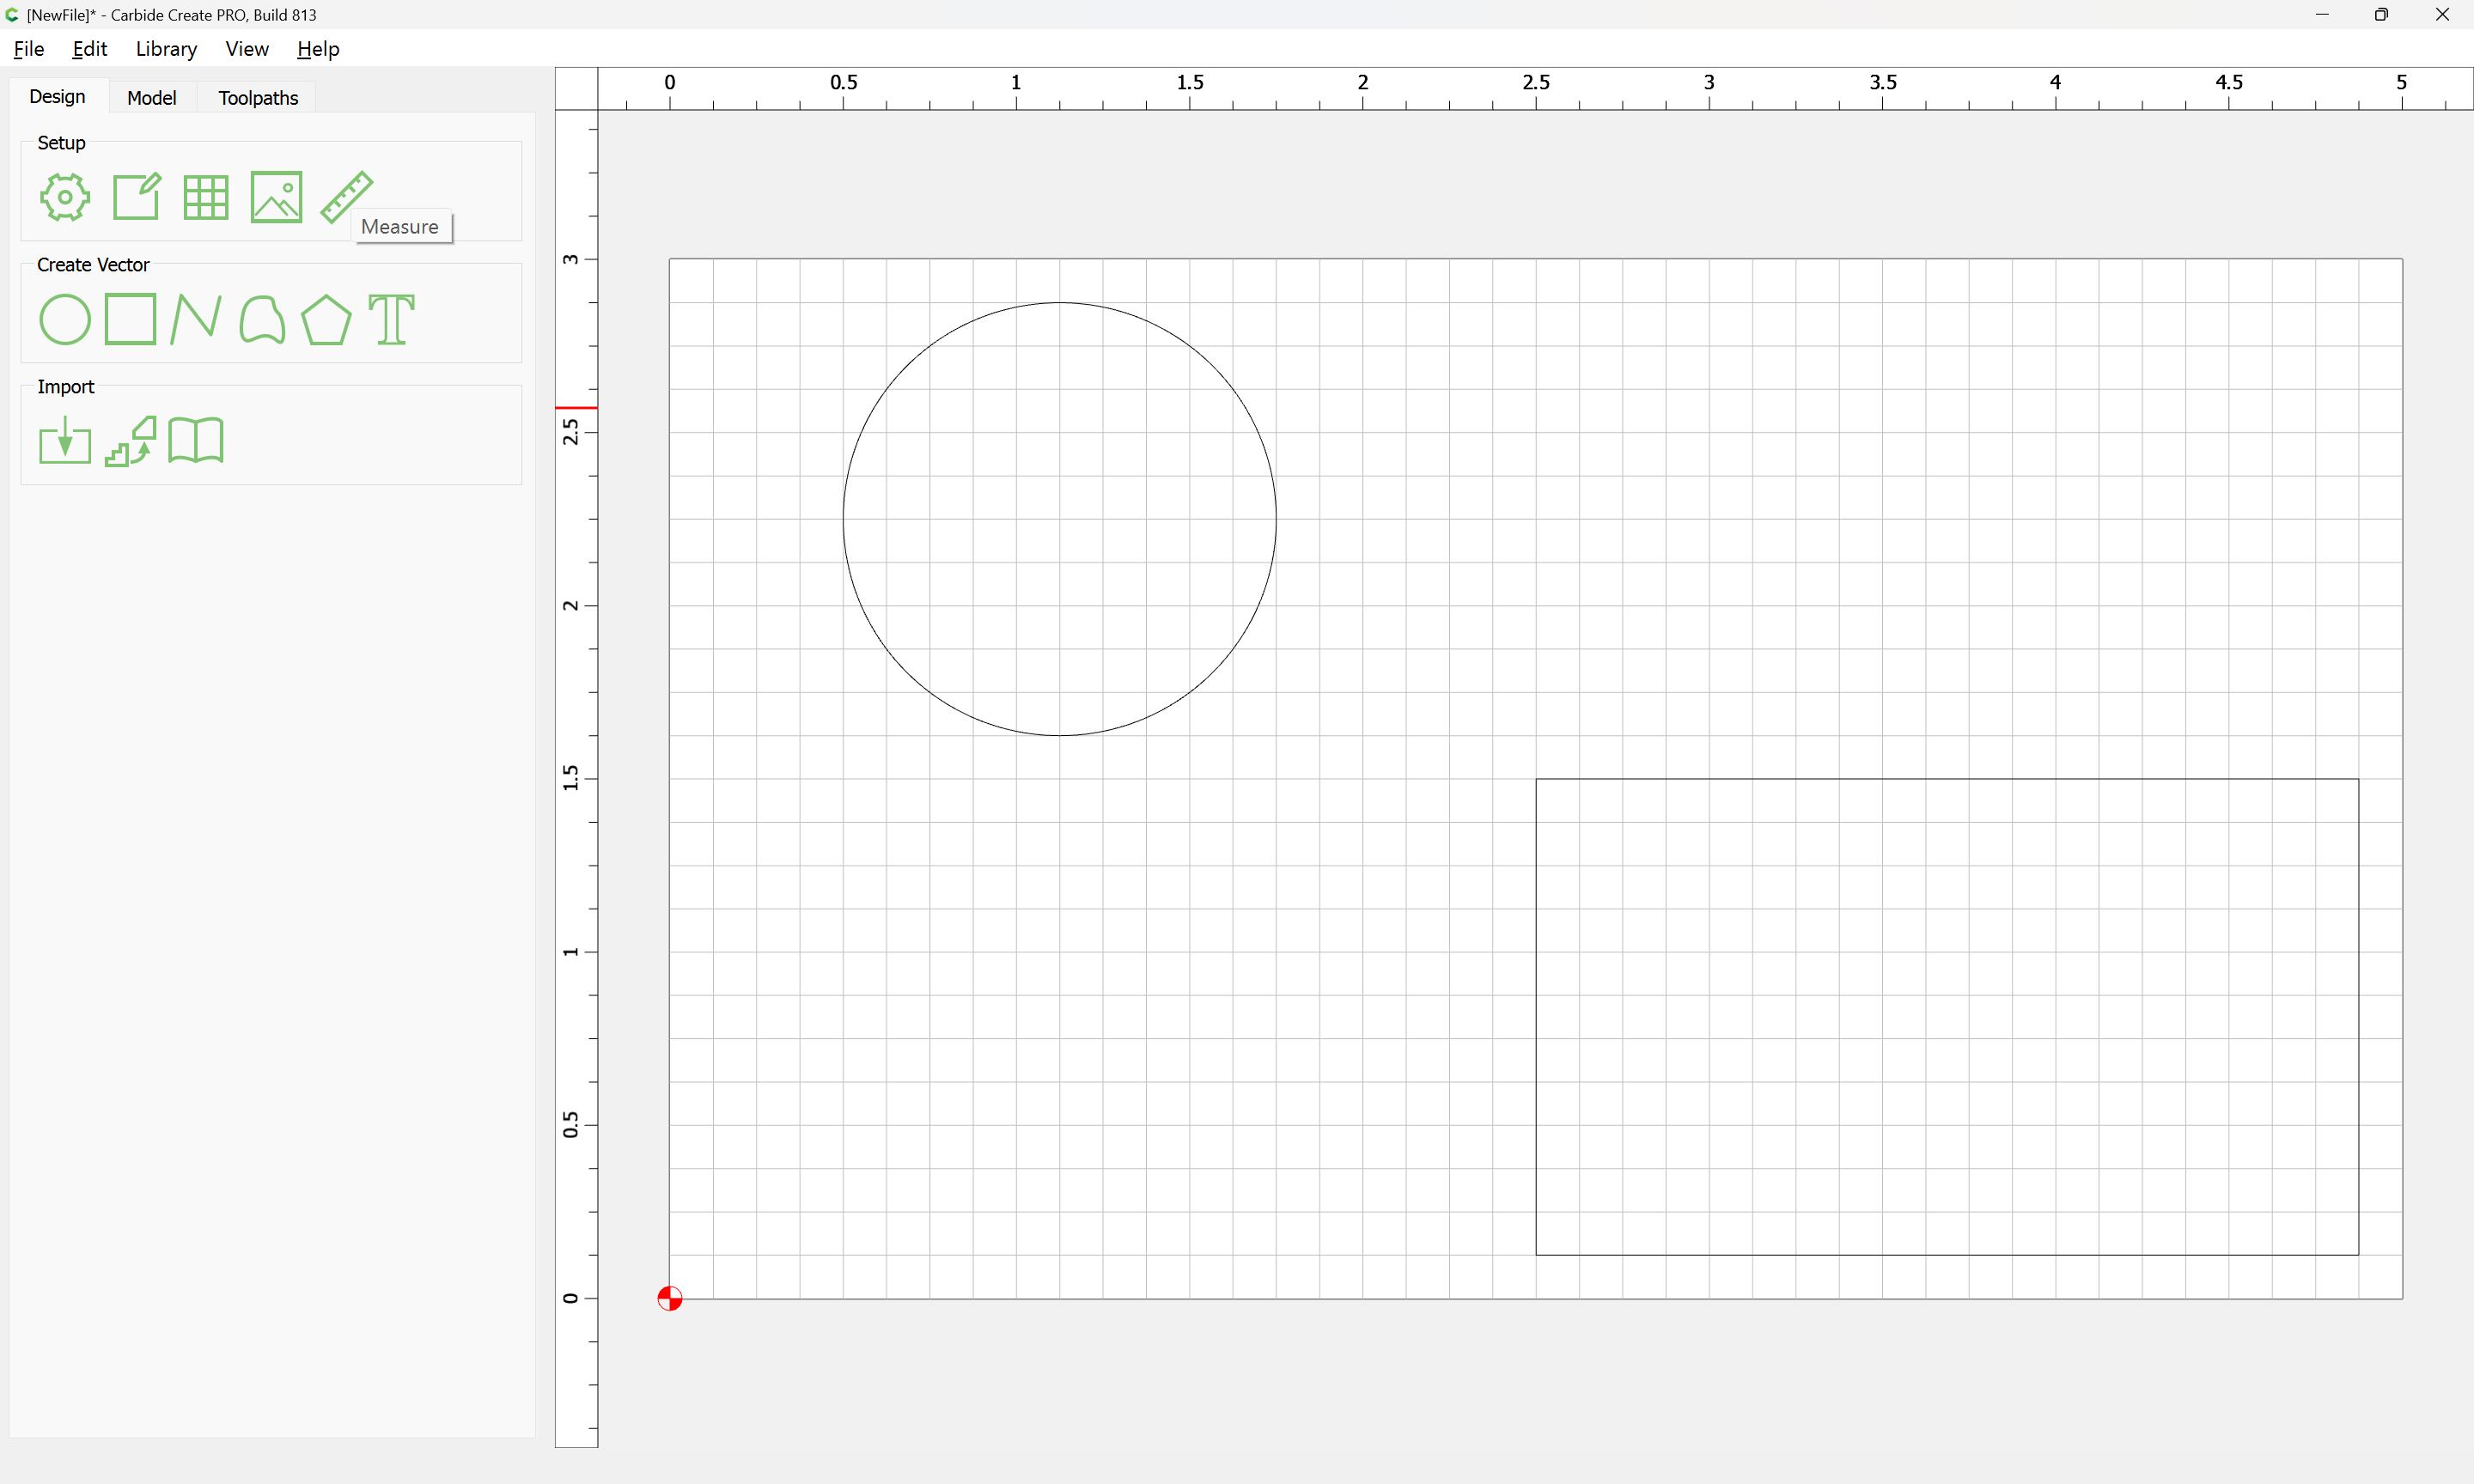 [NewFile]* - Carbide Create PRO, Build 813
File Edit Library View Help
Design Model Toolpaths
Setup
Measure
Create Vector
Import
0 0.5 1 1.5 2 2.5 3 3.5 4 4.5 5
3
2.5
2
1.5
1
0.5
0